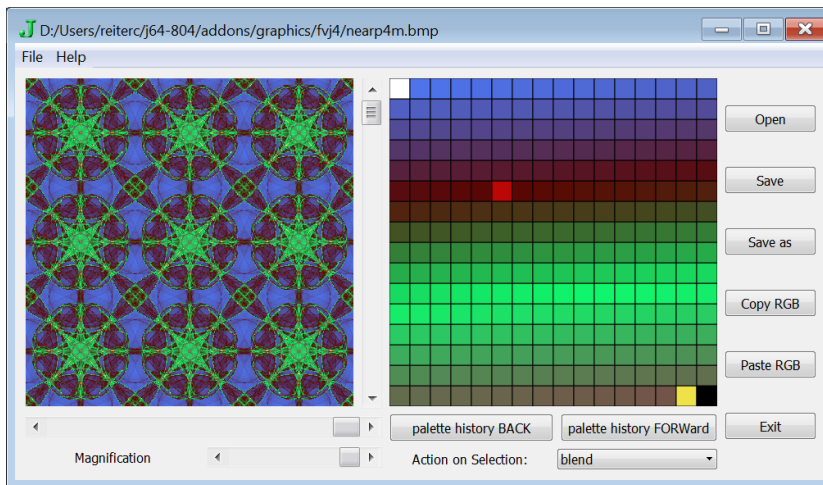 D:/Users/reiterc/j64-804/addons/graphics/fvj4/nearp4m.bmp
File Help
Open
Save
Save as
Copy RGB
Paste RGB
palette history BACK palette history FORWard Exit
Magnification Action on Selection: blend